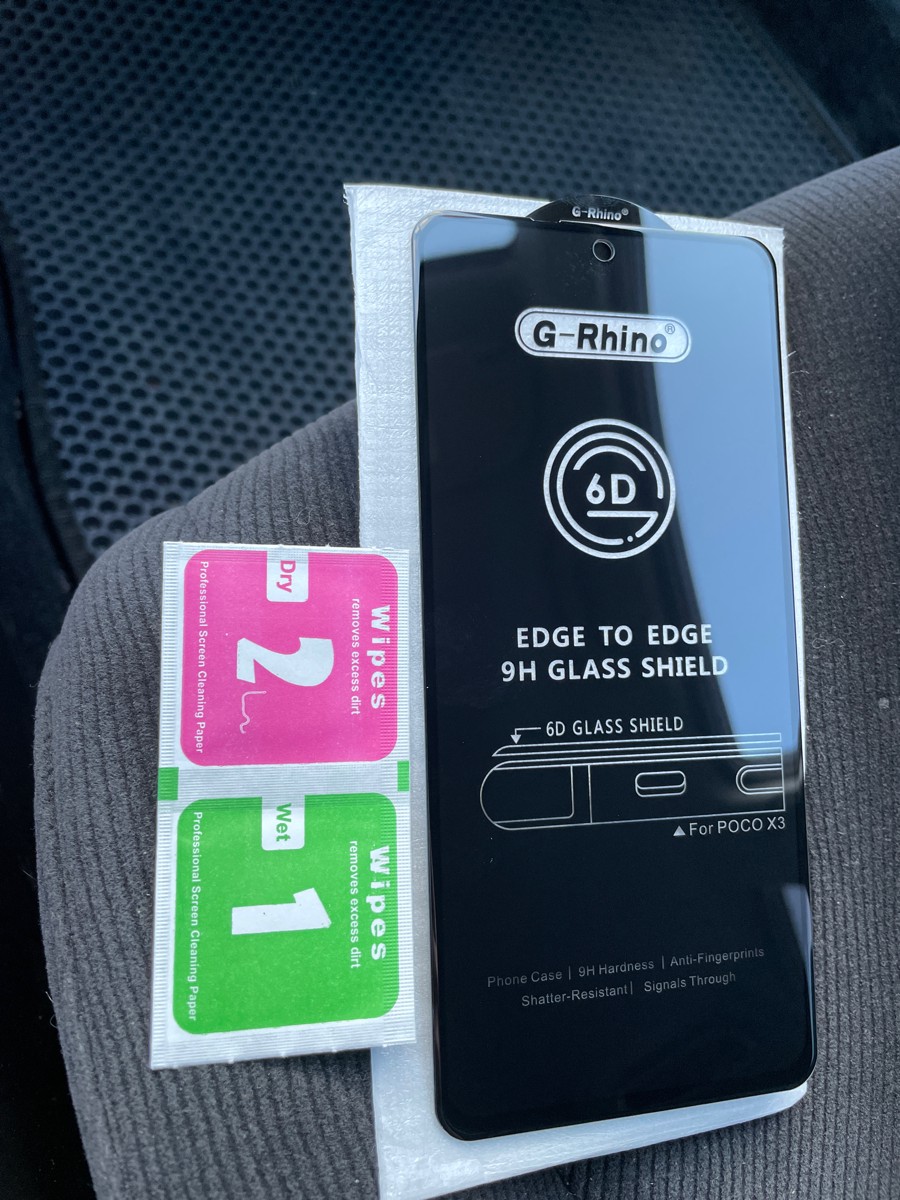 G-Rhino®
G-Rhino®
6D
EDGE TO EDGE
9H GLASS SHIELD
6D GLASS SHIELD
▲For POCO X3
Phone Case | 9H Hardness | Anti-Fingerprints
Shatter-Resistant | Signals Through
Wipes
removes excess dirt
Dry
2
Professional Screen Cleaning Paper
Wipes
removes excess dirt
Wet
1
Professional Screen Cleaning Paper